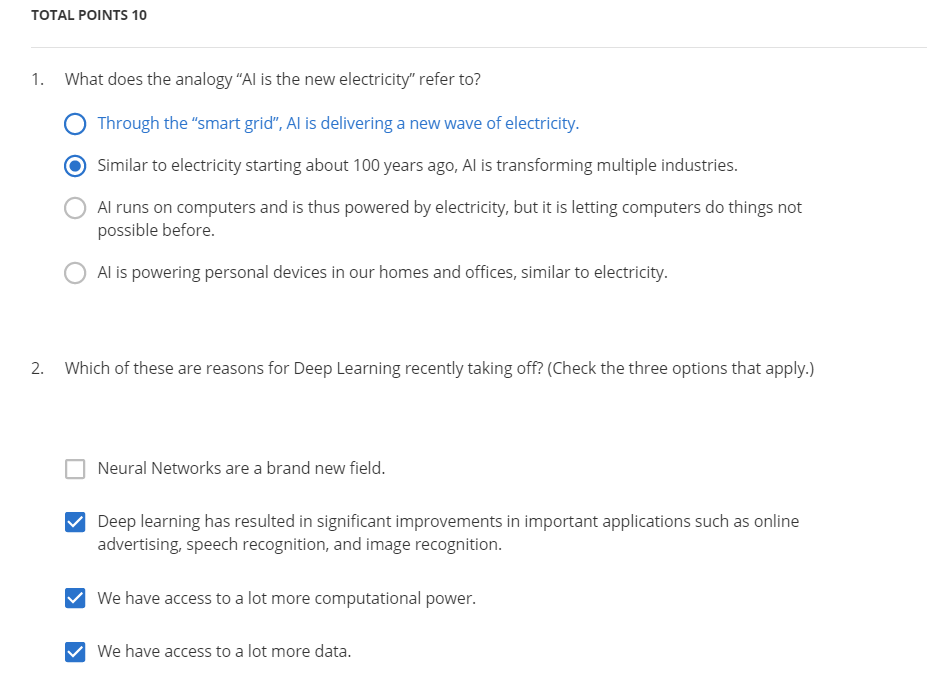 TOTAL POINTS 10
1. What does the analogy “AI is the new electricity” refer to?
Through the “smart grid”, AI is delivering a new wave of electricity.
Similar to electricity starting about 100 years ago, AI is transforming multiple industries.
AI runs on computers and is thus powered by electricity, but it is letting computers do things not
possible before.
AI is powering personal devices in our homes and offices, similar to electricity.
2. Which of these are reasons for Deep Learning recently taking off? (Check the three options that apply.)
Neural Networks are a brand new field.
Deep learning has resulted in significant improvements in important applications such as online
advertising, speech recognition, and image recognition.
We have access to a lot more computational power.
We have access to a lot more data.